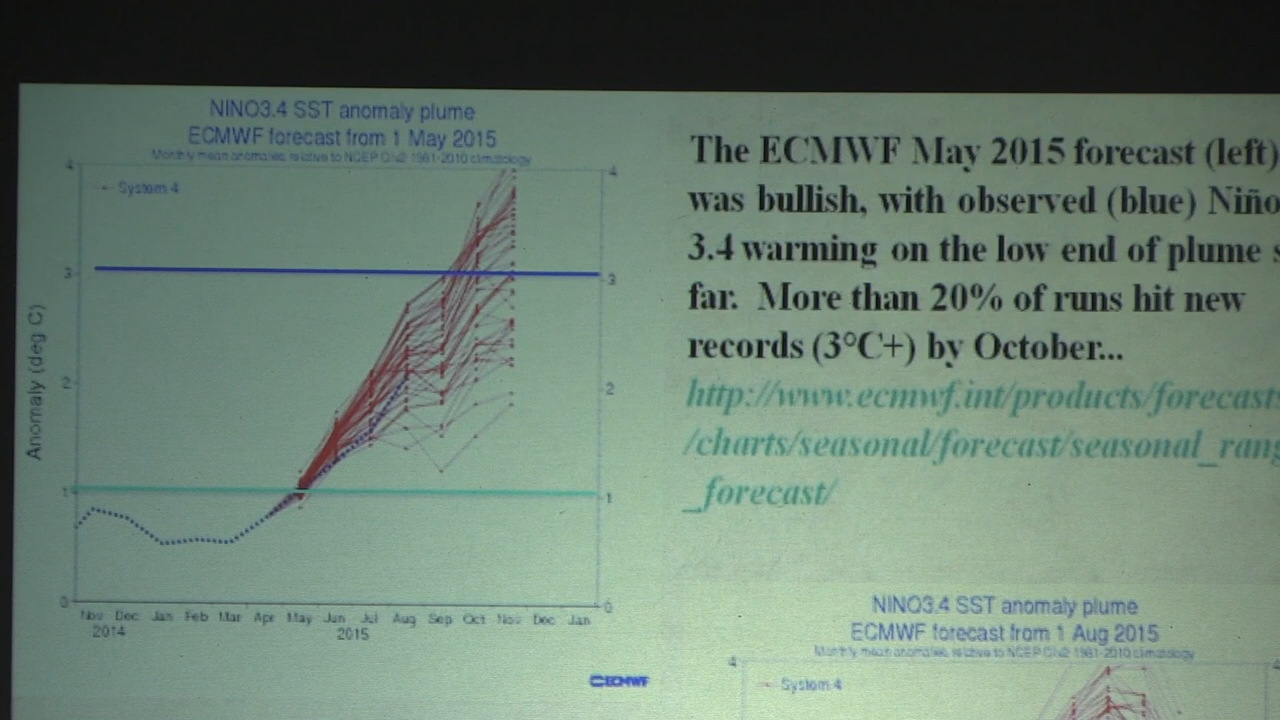 NINO3.4 SST anomaly plume
ECMWF forecast from 1 May 2015
Monthly mean anomalies relative to NCEP OIv2 1981-2010 climatology
System 4
4
3
2
1
0
4
3
2
1
0
Anomaly (deg C)
Nov Dec Jan Feb Mar Apr May Jun Jul Aug Sep Oct Nov Dec Jan
2014 2015
ECMWF
The ECMWF May 2015 forecast (left)
was bullish, with observed (blue) Niño
3.4 warming on the low end of plume
far. More than 20% of runs hit new
records (3°C+) by October...
http://www.ecmwf.int/products/forecasts
/charts/seasonal/forecast/seasonal_rang
_forecast/
NINO3.4 SST anomaly plume
ECMWF forecast from 1 Aug 2015
Monthly mean anomalies relative to NCEP OIv2 1981-2010 climatology
4
System 4